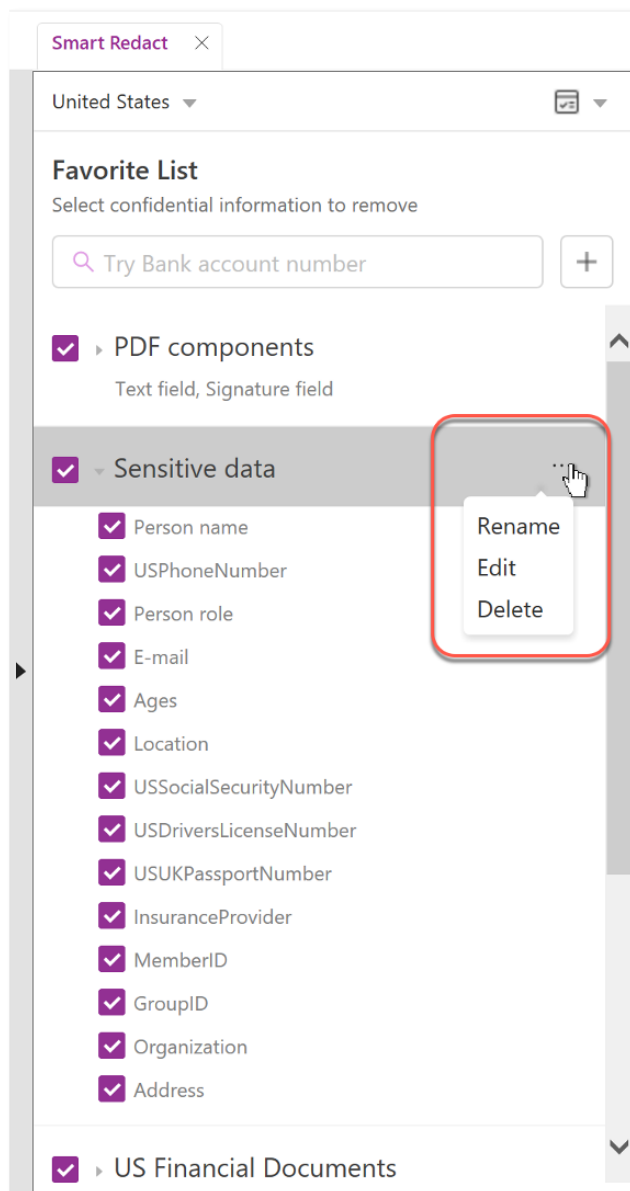 Smart Redact
United States
Favorite List
Select confidential information to remove
Try Bank account number
PDF components
Text field, Signature field
Sensitive data
Person name
Rename
USPhoneNumber
Edit
Person role
Delete
E-mail
Ages
Location
USSocialSecurityNumber
USDriversLicenseNumber
USUKPassportNumber
InsuranceProvider
MemberID
GroupID
Organization
Address
US Financial Documents